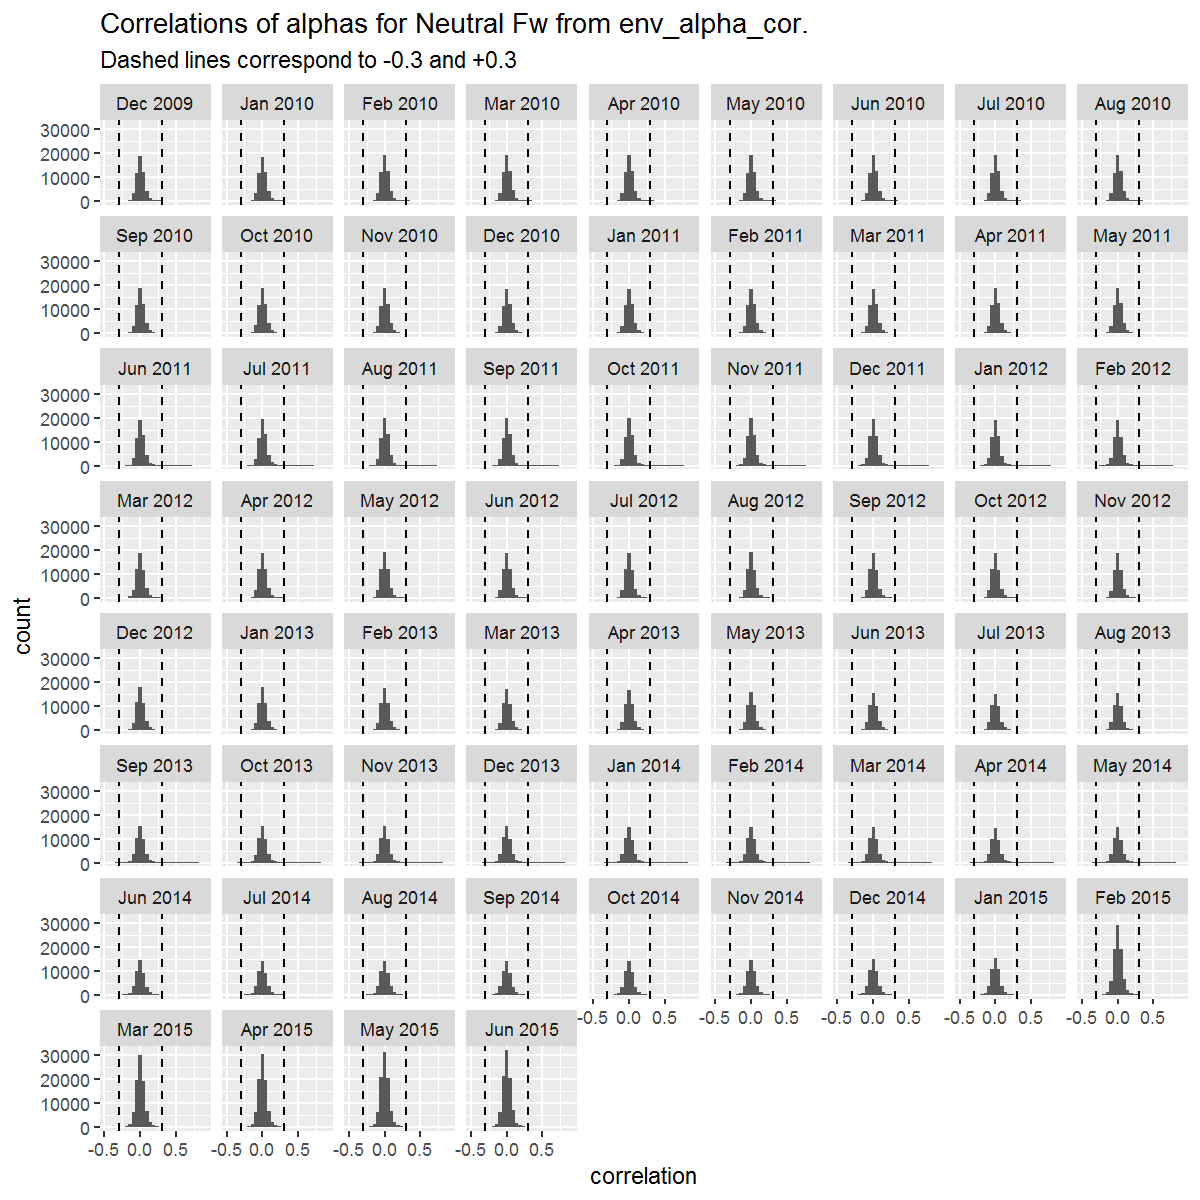 Correlations of alphas for Neutral Fw from env_alpha_cor.
Dashed lines correspond to -0.3 and +0.3
Dec 2009 Jan 2010 Feb 2010 Mar 2010 Apr 2010 May 2010 Jun 2010 Jul 2010 Aug 2010
30000
20000
10000
0
Sep 2010 Oct 2010 Nov 2010 Dec 2010 Jan 2011 Feb 2011 Mar 2011 Apr 2011 May 2011
30000
20000
10000
0
Jun 2011 Jul 2011 Aug 2011 Sep 2011 Oct 2011 Nov 2011 Dec 2011 Jan 2012 Feb 2012
30000
20000
10000
0
Mar 2012 Apr 2012 May 2012 Jun 2012 Jul 2012 Aug 2012 Sep 2012 Oct 2012 Nov 2012
30000
20000
10000
0
count
Dec 2012 Jan 2013 Feb 2013 Mar 2013 Apr 2013 May 2013 Jun 2013 Jul 2013 Aug 2013
30000
20000
10000
0
Sep 2013 Oct 2013 Nov 2013 Dec 2013 Jan 2014 Feb 2014 Mar 2014 Apr 2014 May 2014
30000
20000
10000
0
Jun 2014 Jul 2014 Aug 2014 Sep 2014 Oct 2014 Nov 2014 Dec 2014 Jan 2015 Feb 2015
30000
20000
10000
0
-0.5 0.0 0.5 -0.5 0.0 0.5 -0.5 0.0 0.5 -0.5 0.0 0.5 -0.5 0.0 0.5
Mar 2015 Apr 2015 May 2015 Jun 2015
30000
20000
10000
0
-0.5 0.0 0.5 -0.5 0.0 0.5 -0.5 0.0 0.5 -0.5 0.0 0.5
correlation